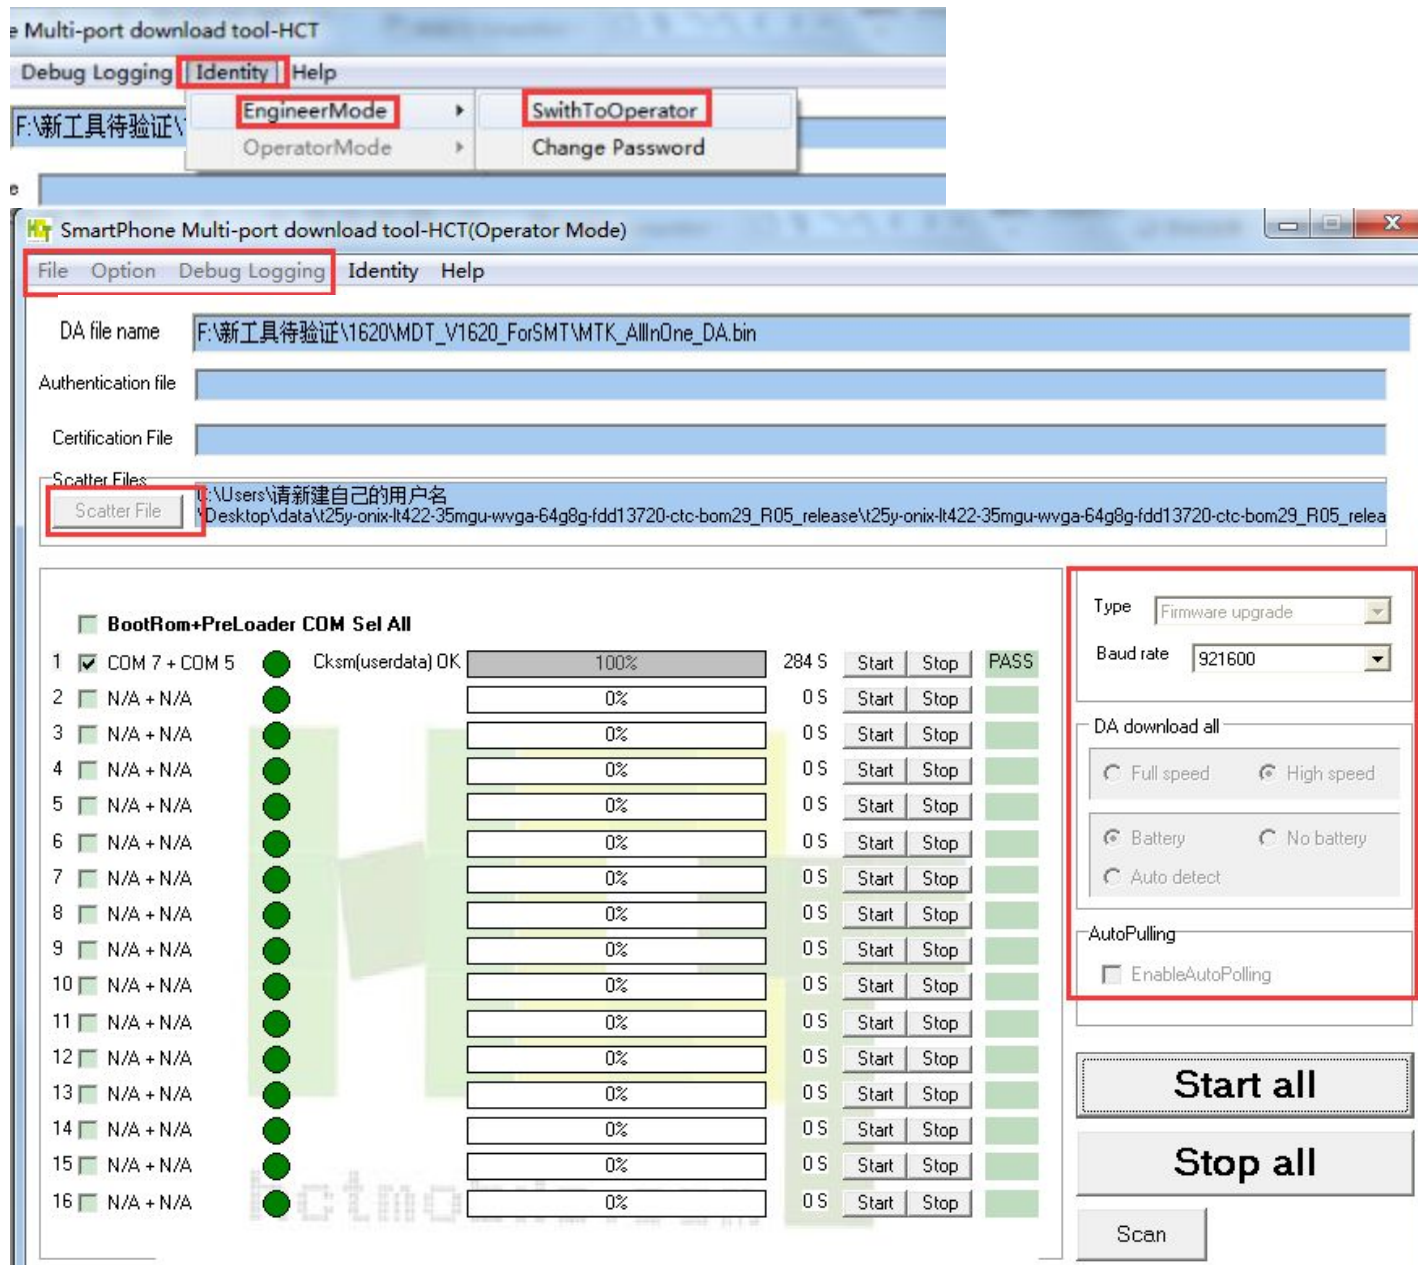 e Multi-port download tool-HCT
Debug Logging Identity Help
EngineerMode SwithToOperator
F:\新工具待验证\
OperatorMode Change Password
e
SmartPhone Multi-port download tool-HCT(Operator Mode)
File Option Debug Logging Identity Help
DA file name F:\新工具待验证\1620\MDT_V1620_ForSMT\MTK_AllInOne_DA.bin
Authentication file
Certification File
Scatter Files
Scatter File C:\Users\请新建自己的用户名
\Desktop\data\t25y-onix-lt422-35mgu-wvga-64g8g-fdd13720-ctc-bom29_R05_release\t25y-onix-lt422-35mgu-wvga-64g8g-fdd13720-ctc-bom29_R05_relea
BootRom+PreLoader COM Sel All
1 COM 7 + COM 5 Cksm(userdata) OK 100% 284 S Start Stop PASS
2 N/A + N/A 0% 0 S Start Stop
3 N/A + N/A 0% 0 S Start Stop
4 N/A + N/A 0% 0 S Start Stop
5 N/A + N/A 0% 0 S Start Stop
6 N/A + N/A 0% 0 S Start Stop
7 N/A + N/A 0% 0 S Start Stop
8 N/A + N/A 0% 0 S Start Stop
9 N/A + N/A 0% 0 S Start Stop
10 N/A + N/A 0% 0 S Start Stop
11 N/A + N/A 0% 0 S Start Stop
12 N/A + N/A 0% 0 S Start Stop
13 N/A + N/A 0% 0 S Start Stop
14 N/A + N/A 0% 0 S Start Stop
15 N/A + N/A 0% 0 S Start Stop
16 N/A + N/A 0% 0 S Start Stop
Type Firmware upgrade
Baud rate 921600
DA download all
Full speed High speed
Battery No battery
Auto detect
AutoPulling
EnableAutoPolling
Start all
Stop all
Scan